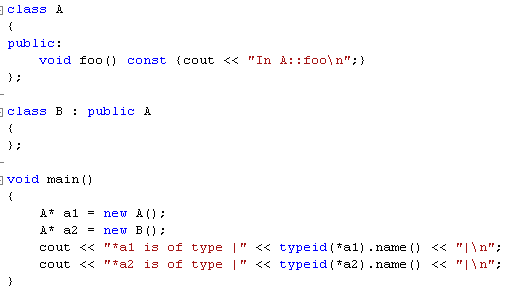 class A
{
public:
    void foo() const {cout << "In A::foo\n";}
};
class B : public A
{
};
void main()
{
    A* a1 = new A();
    A* a2 = new B();
    cout << "*a1 is of type |" << typeid(*a1).name() << "|\n";
    cout << "*a2 is of type |" << typeid(*a2).name() << "|\n";
}